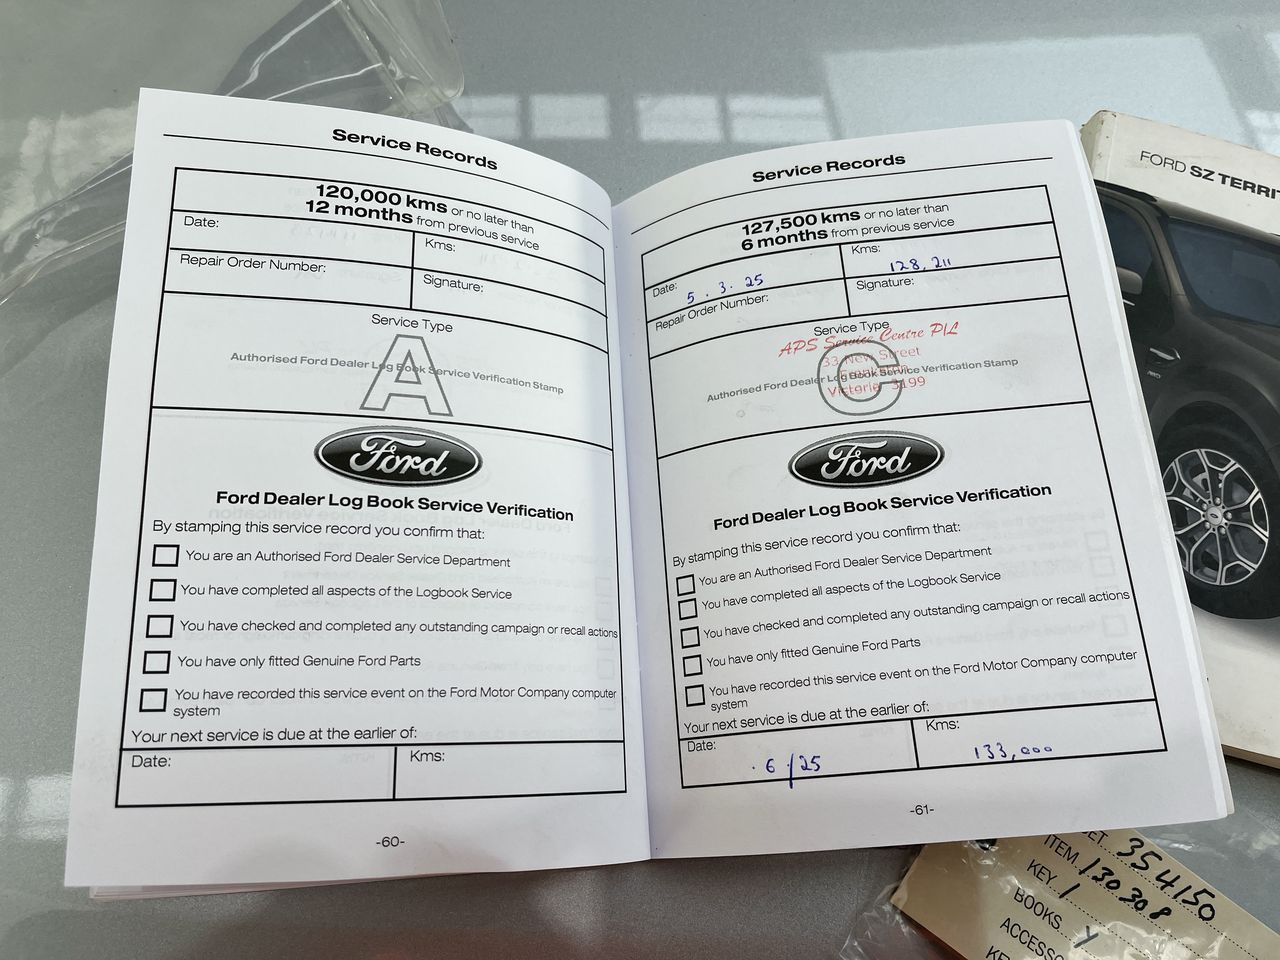 Service Records
120,000 kms or no later than
12 months from previous service
Date:
Kms:
Repair Order Number:
Signature:
Service Type
A
Authorised Ford Dealer Log Book Service Verification Stamp
Ford
Ford Dealer Log Book Service Verification
By stamping this service record you confirm that:
You are an Authorised Ford Dealer Service Department
You have completed all aspects of the Logbook Service
You have checked and completed any outstanding campaign or recall actions
You have only fitted Genuine Ford Parts
You have recorded this service event on the Ford Motor Company computer
system
Your next service is due at the earlier of:
Date:
Kms:
-60-
Service Records
127,500 kms or no later than
6 months from previous service
Date: 5.3.25
Kms: 128,211
Repair Order Number:
Signature:
Service Type
C
APS Service Centre P/L
33 New Street
Frankston
Victoria 3199
Authorised Ford Dealer Log Book Service Verification Stamp
Ford
Ford Dealer Log Book Service Verification
By stamping this service record you confirm that:
You are an Authorised Ford Dealer Service Department
You have completed all aspects of the Logbook Service
You have checked and completed any outstanding campaign or recall actions
You have only fitted Genuine Ford Parts
You have recorded this service event on the Ford Motor Company computer
system
Your next service is due at the earlier of:
Date: 6/25
Kms: 133,000
-61-
FORD SZ TERRIT
354150
ITEM 130308
KEY 1
BOOKS Y
ACCESSO